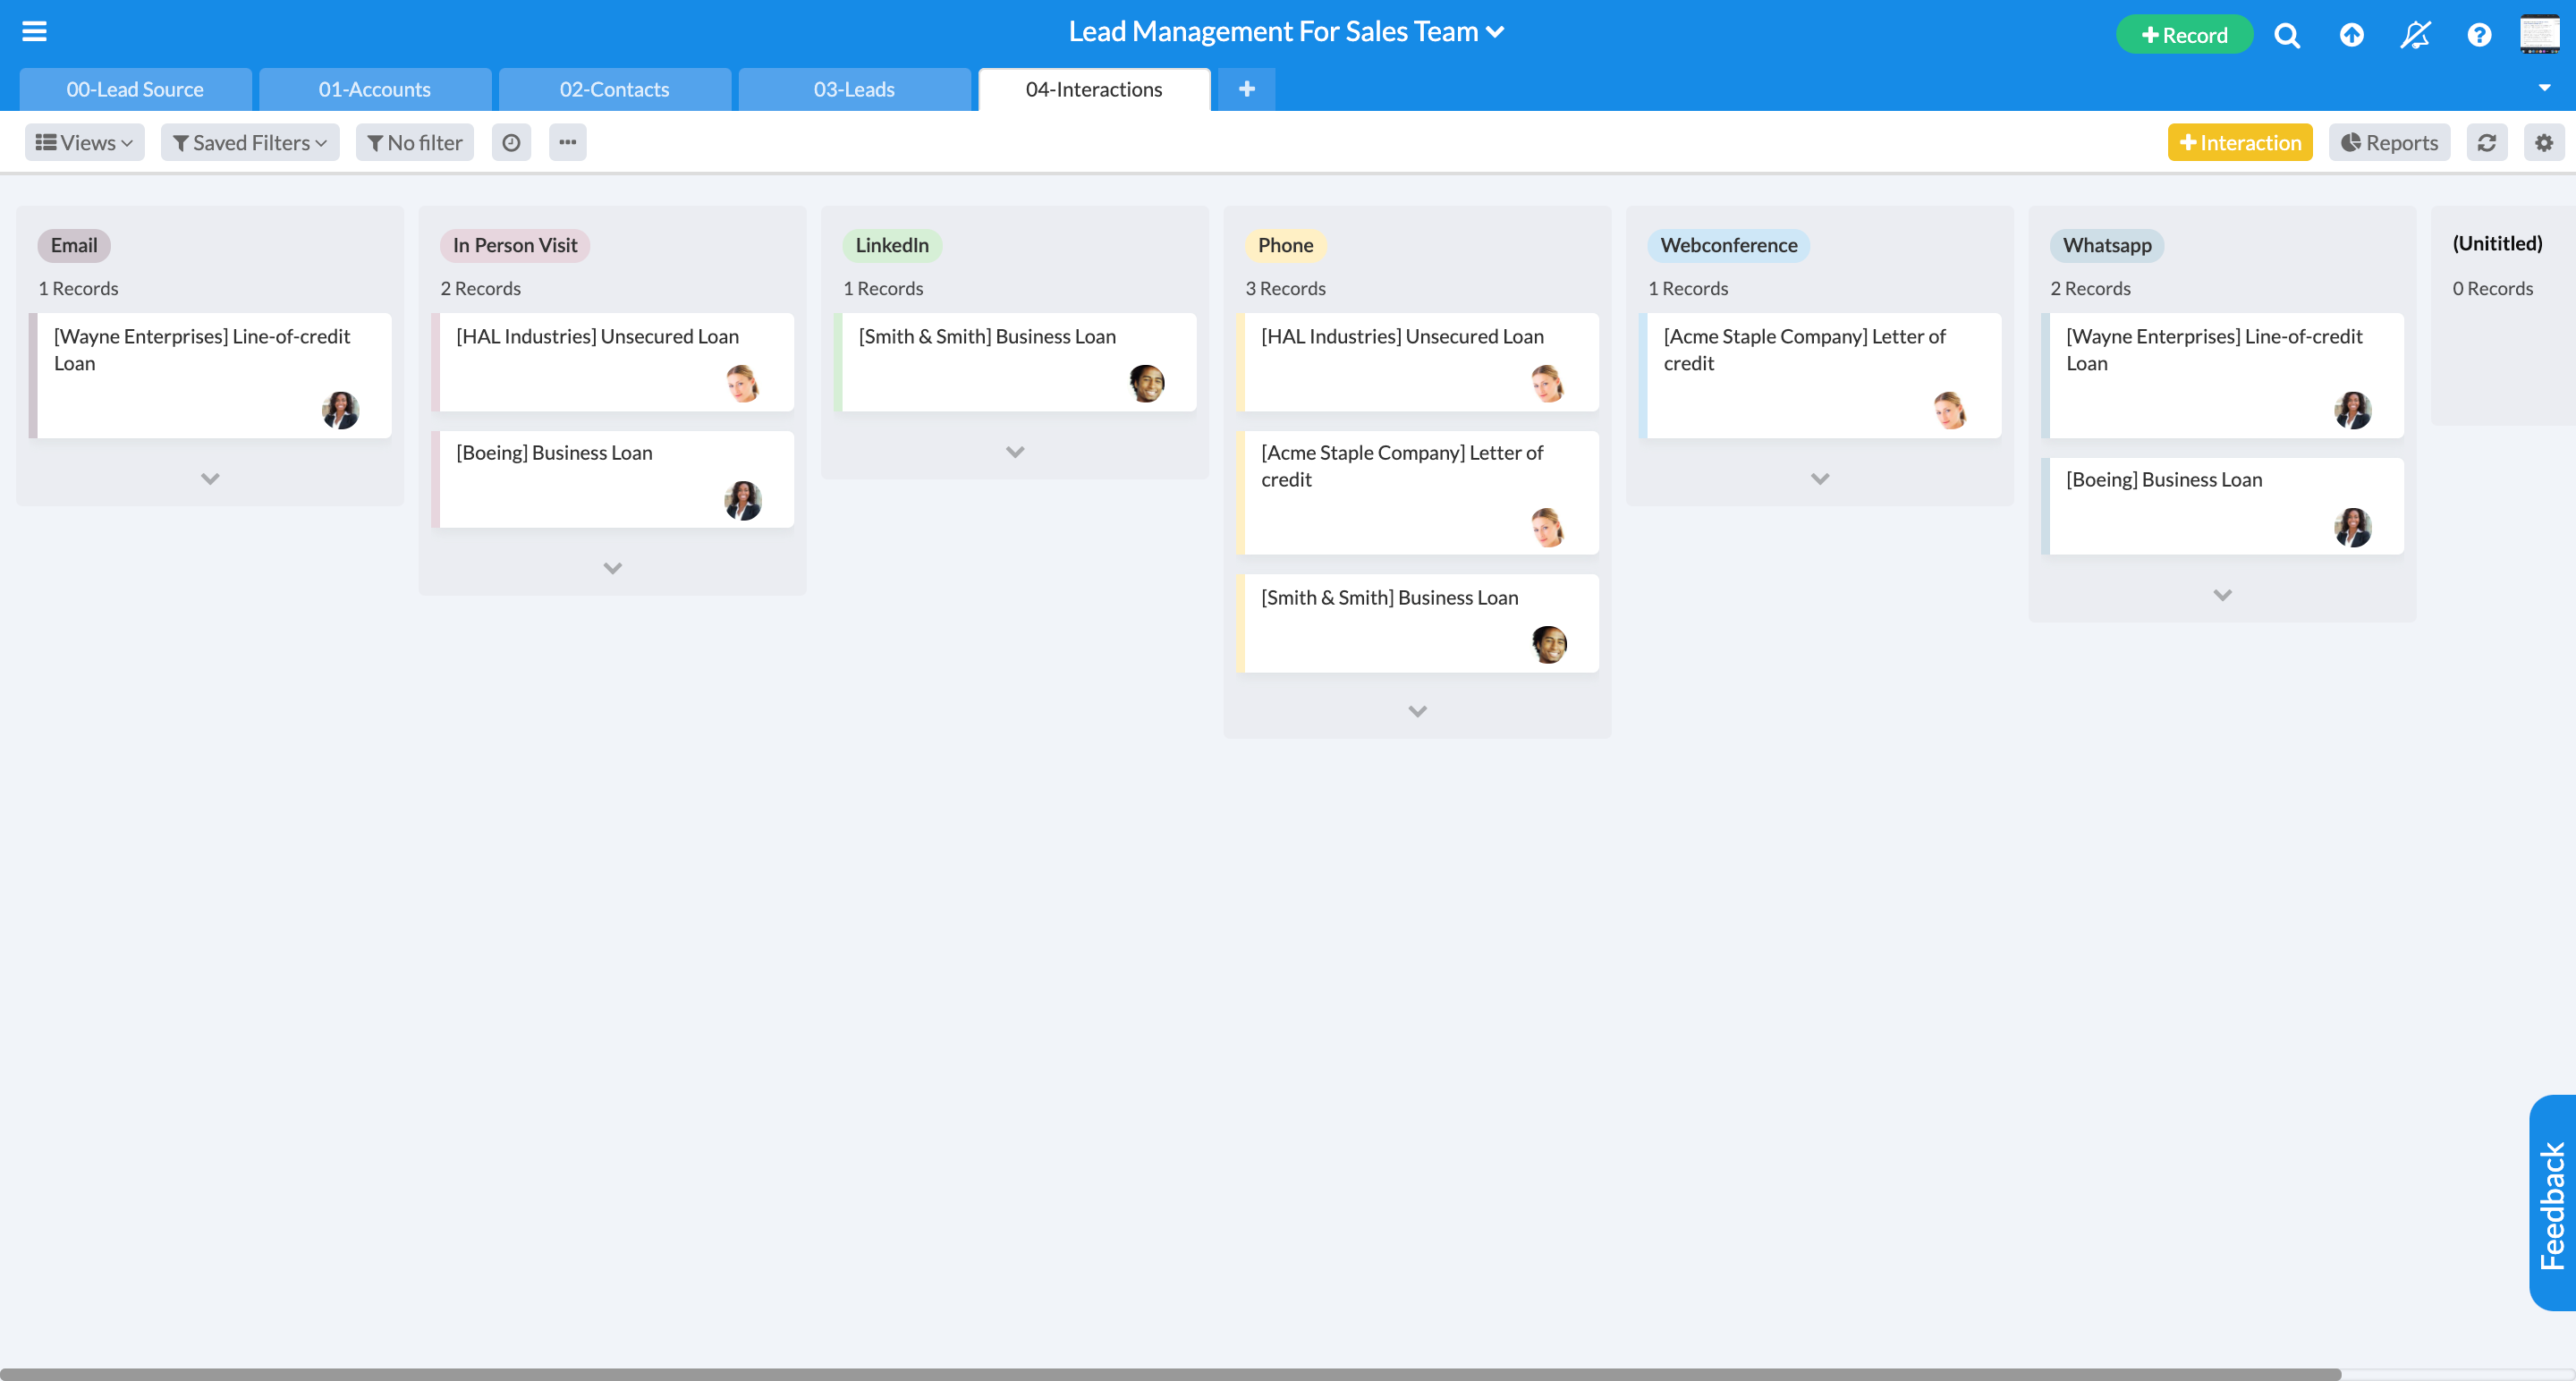 Lead Management For Sales Team
+ Record
00-Lead Source
01-Accounts
02-Contacts
03-Leads
04-Interactions
+
Views
Saved Filters
No filter
+ Interaction
Reports
Email
1 Records
[Wayne Enterprises] Line-of-credit
Loan
In Person Visit
2 Records
[HAL Industries] Unsecured Loan
[Boeing] Business Loan
LinkedIn
1 Records
[Smith & Smith] Business Loan
Phone
3 Records
[HAL Industries] Unsecured Loan
[Acme Staple Company] Letter of
credit
[Smith & Smith] Business Loan
Webconference
1 Records
[Acme Staple Company] Letter of
credit
Whatsapp
2 Records
[Wayne Enterprises] Line-of-credit
Loan
[Boeing] Business Loan
(Unititled)
0 Records
Feedback